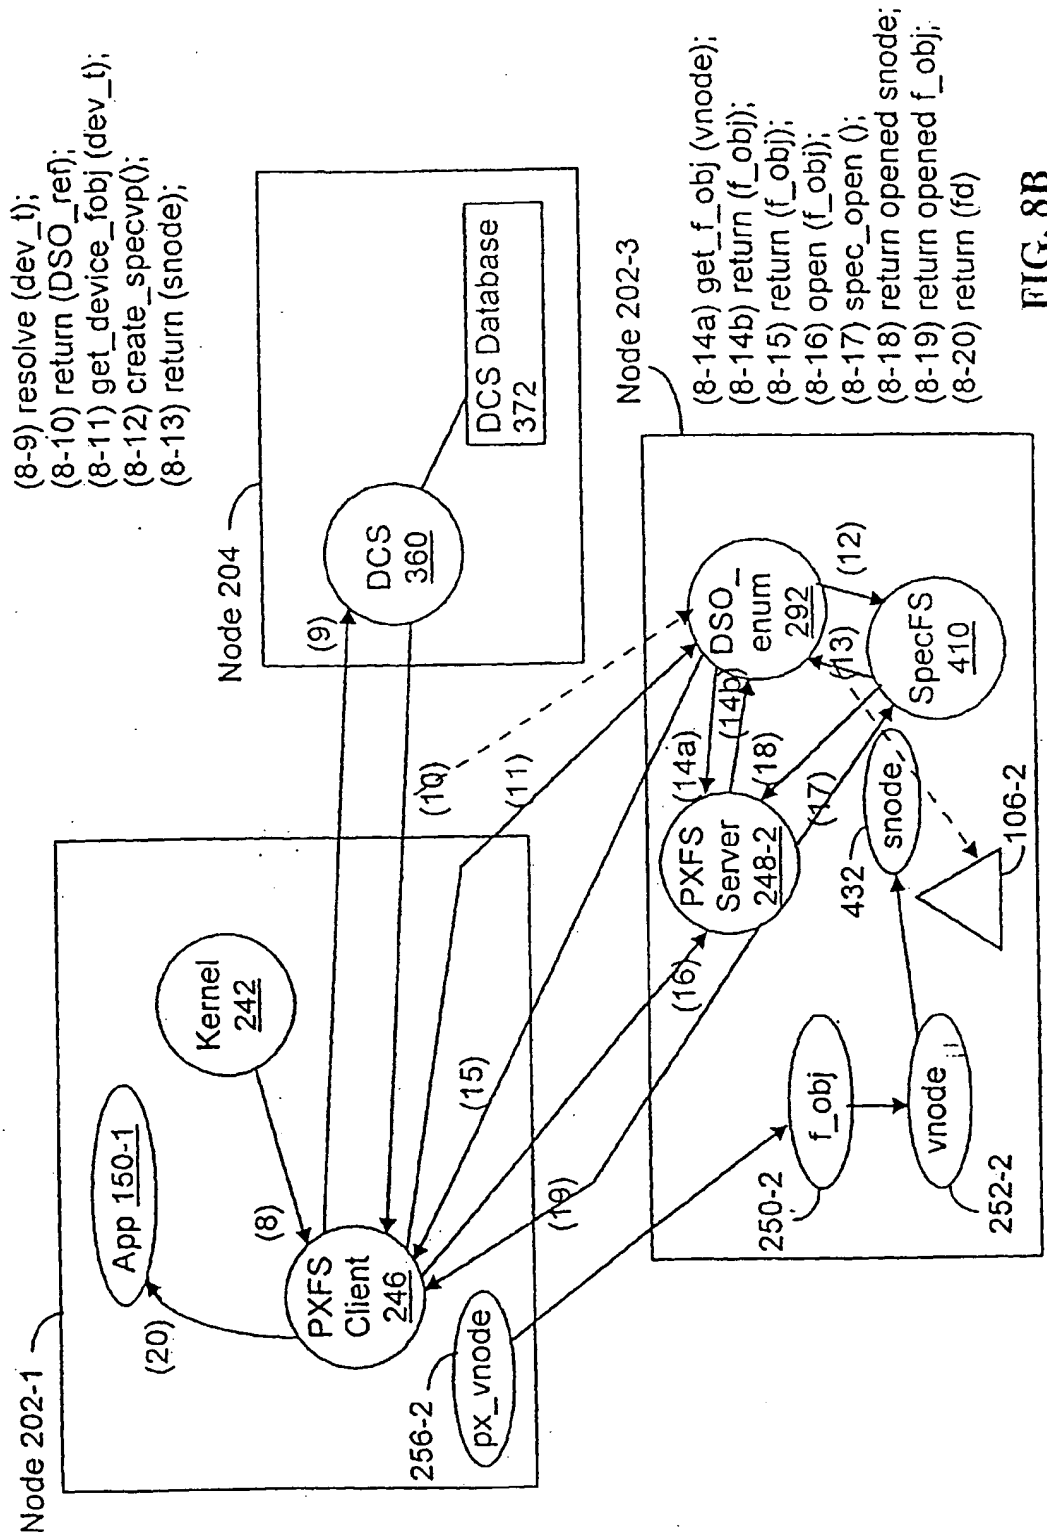 Node 202-1
App 150-1
(20)
Kernel
242
(8)
PXFS
Client
246
256-2
px_vnode
Node 204
DCS
360
DCS Database
372
(9)
(10)
(11)
(15)
(16)
(19)
(8-9) resolve (dev_t);
(8-10) return (DSO_ref);
(8-11) get_device_fobj (dev_t);
(8-12) create_specvp();
(8-13) return (snode);
Node 202-3
PXFS
Server
248-2
DSO_
enum
292
(14a)
(14b)
(12)
(13)
(18)
(17)
SpecFS
410
snode
432
106-2
f_obj
250-2
vnode
252-2
(8-14a) get_f_obj (vnode);
(8-14b) return (f_obj);
(8-15) return (f_obj);
(8-16) open (f_obj);
(8-17) spec_open ();
(8-18) return opened snode;
(8-19) return opened f_obj;
(8-20) return (fd)
FIG. 8B